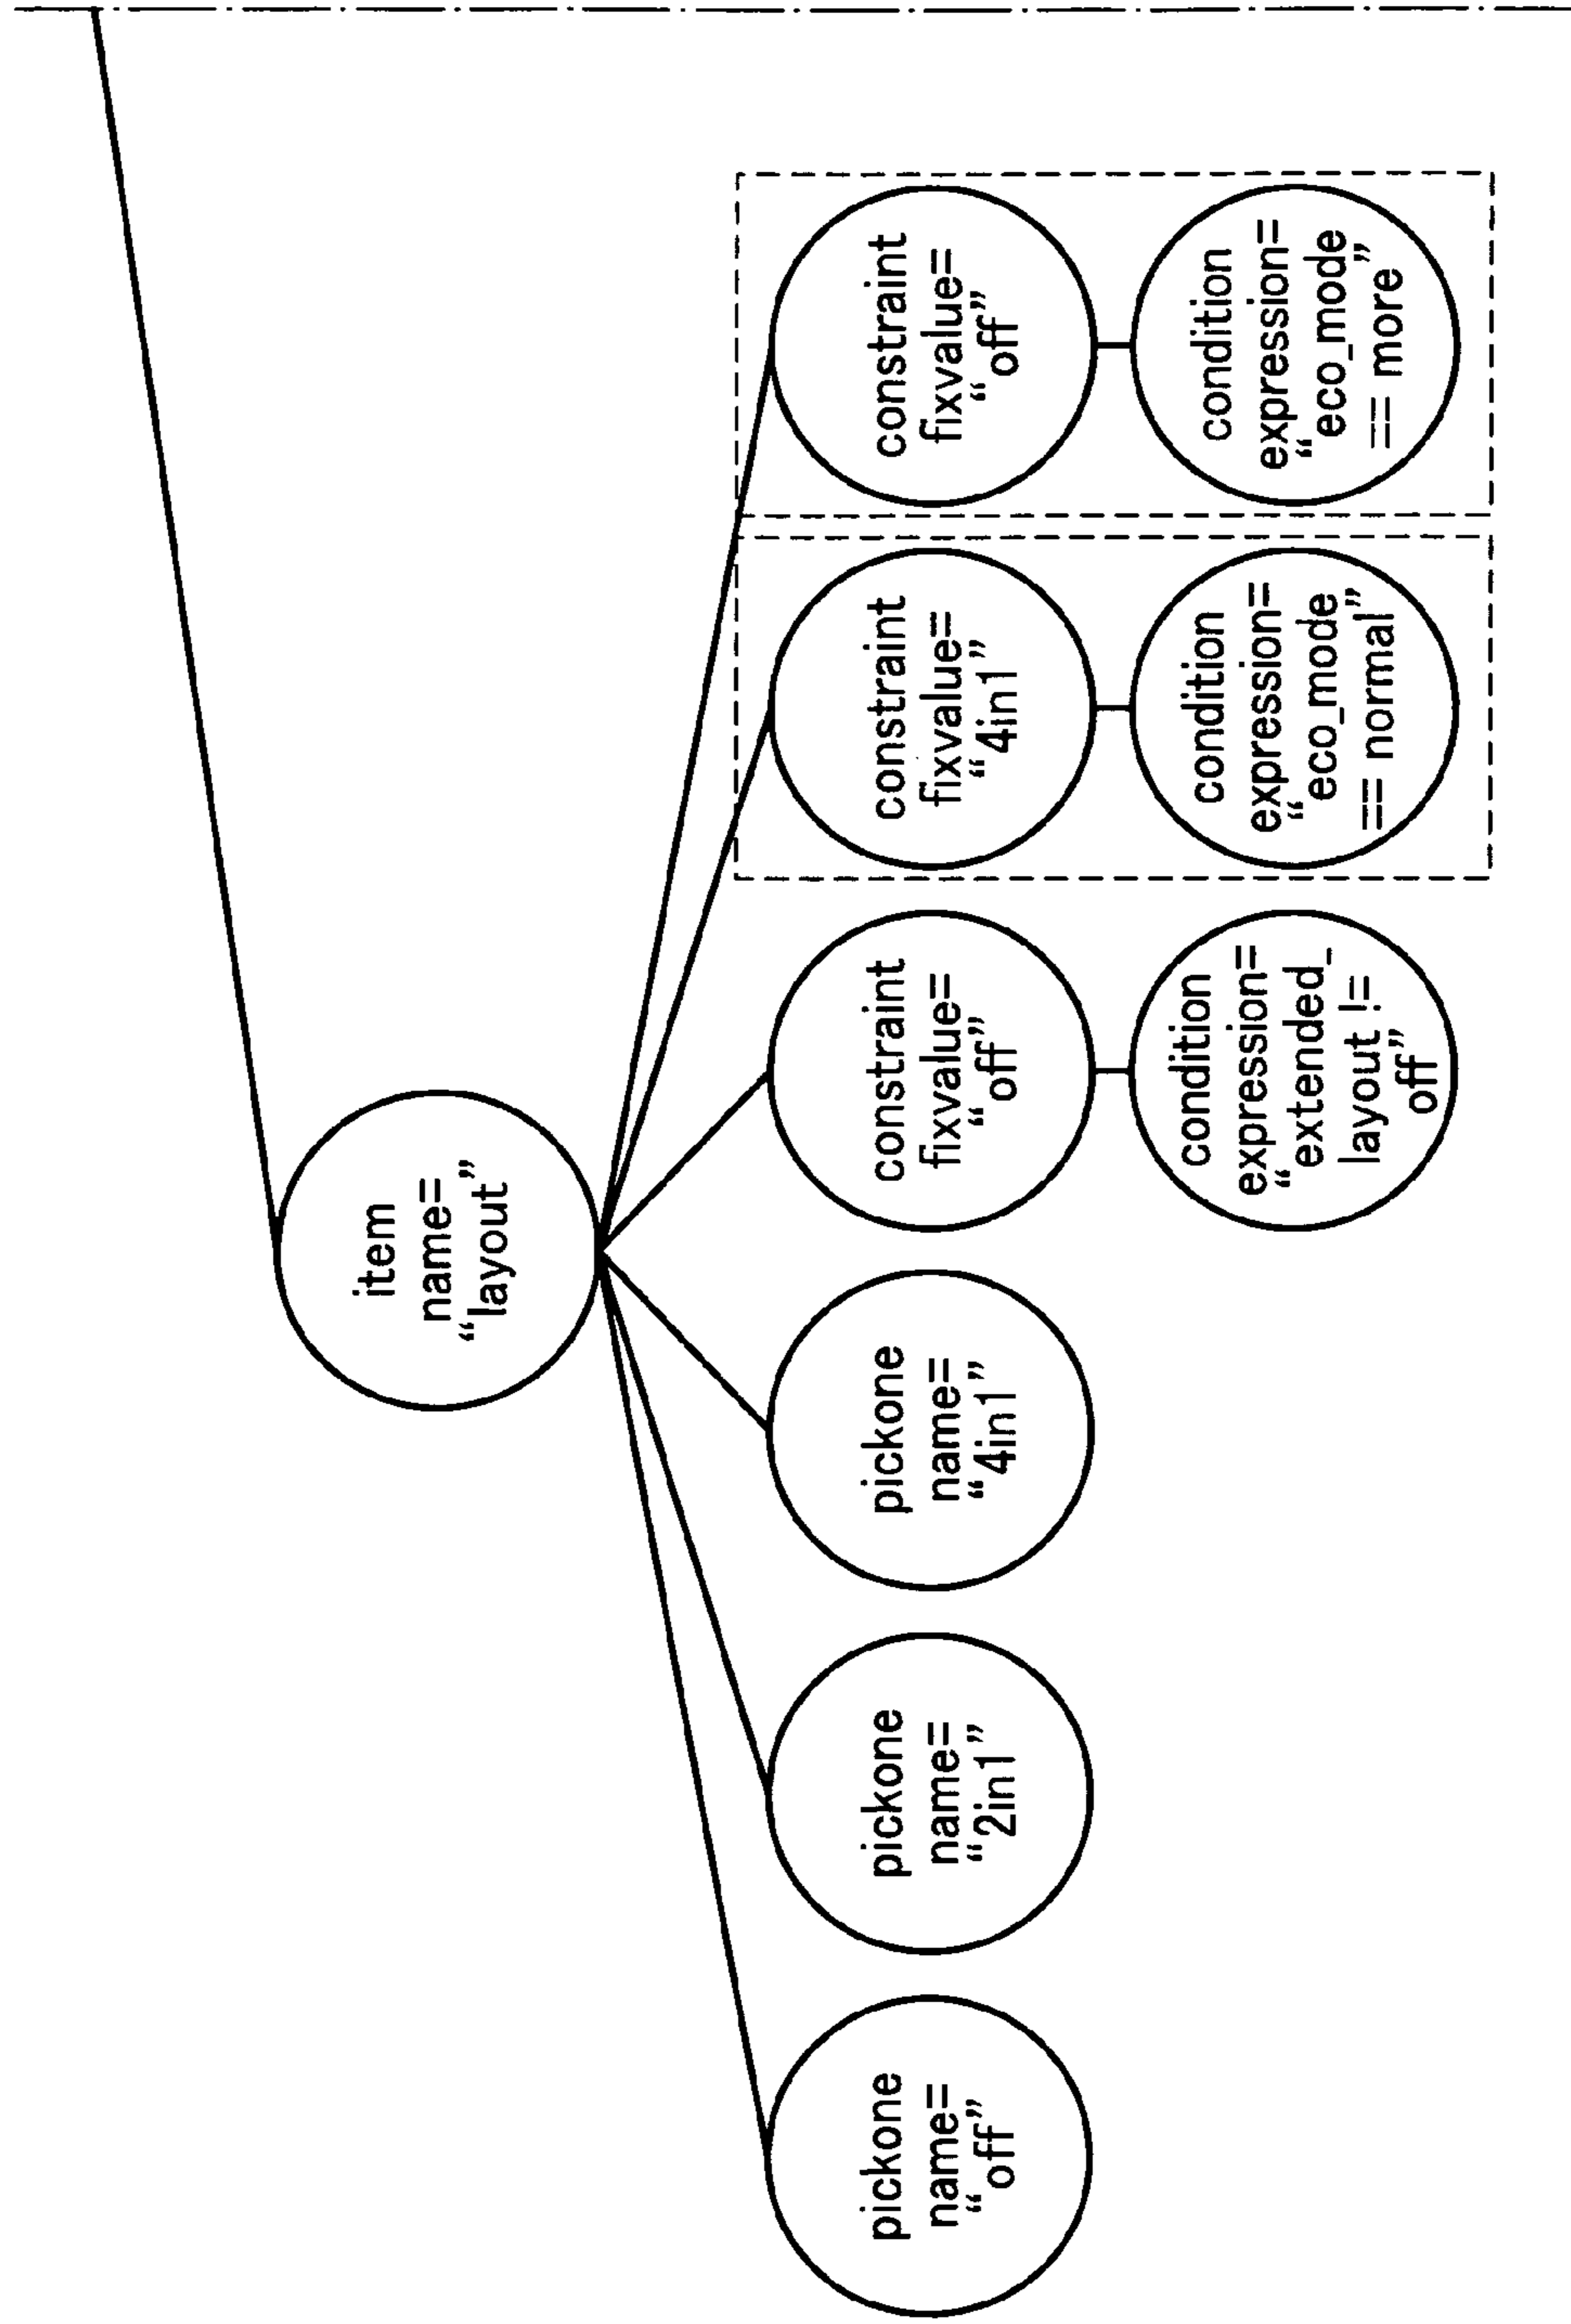 item
name=
“layout”
pickone
name=
“off”
pickone
name=
“2in1”
pickone
name=
“4in1”
constraint
fixvalue=
“off”
condition
expression=
“extended_
layout !=
off”
constraint
fixvalue=
“4in1”
condition
expression=
“eco_mode
== normal”
constraint
fixvalue=
“off”
condition
expression=
“eco_mode
== more”